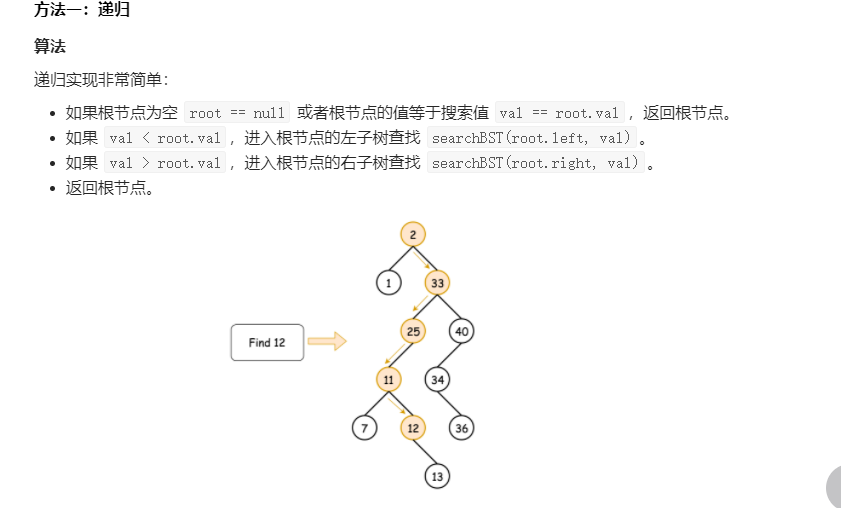 方法一：递归
算法
递归实现非常简单：
如果根节点为空 root == null 或者根节点的值等于搜索值 val == root.val ，返回根节点。
如果 val < root.val ，进入根节点的左子树查找 searchBST(root.left, val) 。
如果 val > root.val ，进入根节点的右子树查找 searchBST(root.right, val) 。
返回根节点。
2
1
33
Find 12
25
40
11
34
7
12
36
13